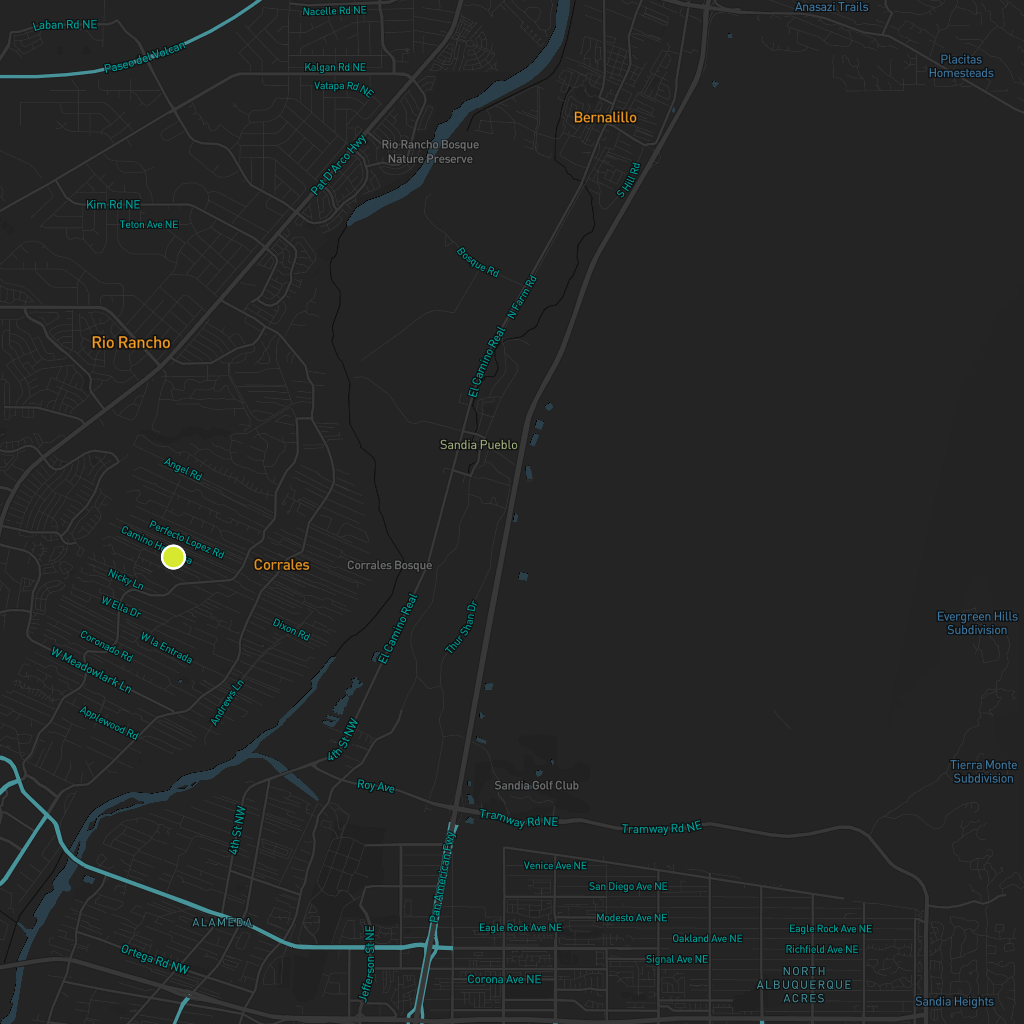 Nacelle Rd NE
Anasazi Trails
Laban Rd NE
Paseo del Volcan
Placitas
Homesteads
Kalgan Rd NE
Vatapa Rd NE
Bernalillo
Rio Rancho Bosque
Nature Preserve
Pat D'Arco Hwy
S Hill Rd
Kim Rd NE
Teton Ave NE
Bosque Rd
N Farm Rd
Rio Rancho
El Camino Real
Sandia Pueblo
Angel Rd
Perfecto Lopez Rd
Camino
Corrales
Corrales Bosque
Nicky Ln
W Ella Dr
El Camino Real
Thur Shan Dr
Evergreen Hills
Subdivision
Dixon Rd
Coronado Rd
W la Entrada
W Meadowlark Ln
Andrews Ln
Applewood Rd
4th St NW
Tierra Monte
Subdivision
Roy Ave
Sandia Golf Club
4th St NW
Tramway Rd NE
Tramway Rd NE
Pan American Fwy
Venice Ave NE
San Diego Ave NE
Modesto Ave NE
ALAMEDA
Eagle Rock Ave NE
Eagle Rock Ave NE
Oakland Ave NE
Richfield Ave NE
Signal Ave NE
Jefferson St NE
Ortega Rd NW
Corona Ave NE
NORTH
ALBUQUERQUE
ACRES
Sandia Heights